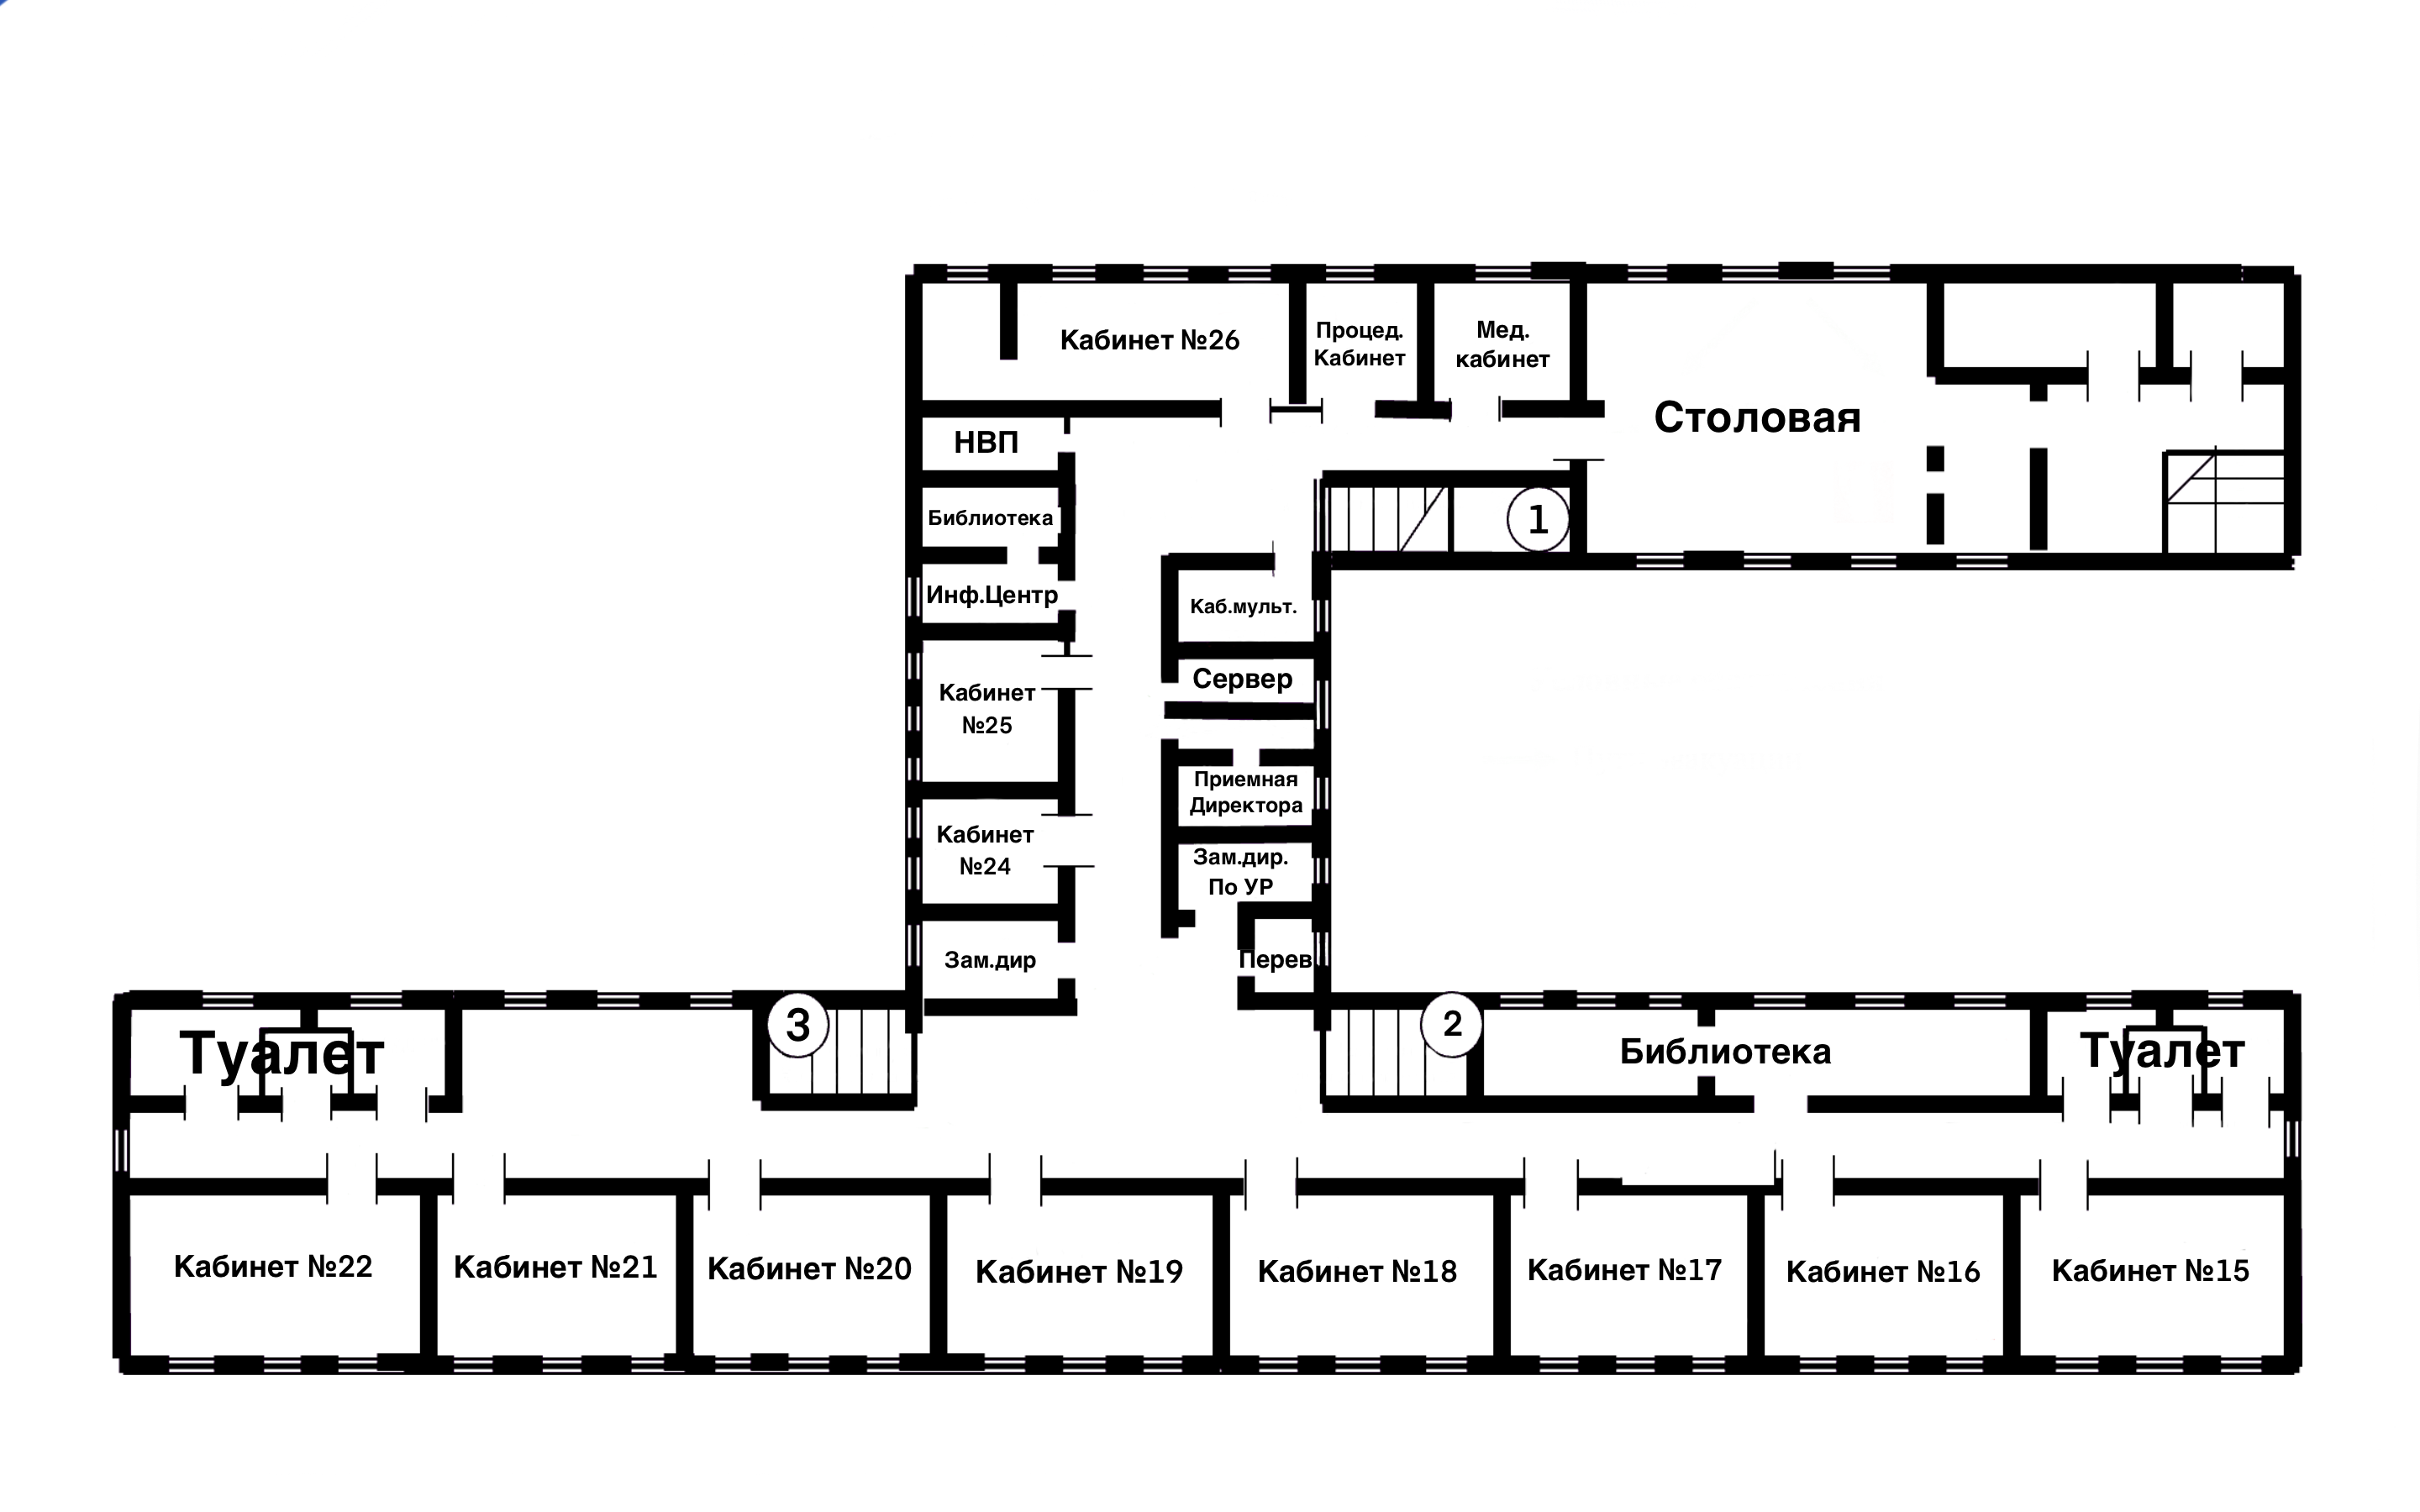 Кабинет №26
Процед.
Кабинет
Мед.
кабинет
Столовая
НВП
Библиотека
1
Инф.Центр
Каб.мульт.
Кабинет
№25
Сервер
Приемная
Директора
Кабинет
№24
Зам.дир.
По УР
Зам.дир
Перев
Туалет
3
2
Библиотека
Туалет
Кабинет №22
Кабинет №21
Кабинет №20
Кабинет №19
Кабинет №18
Кабинет №17
Кабинет №16
Кабинет №15